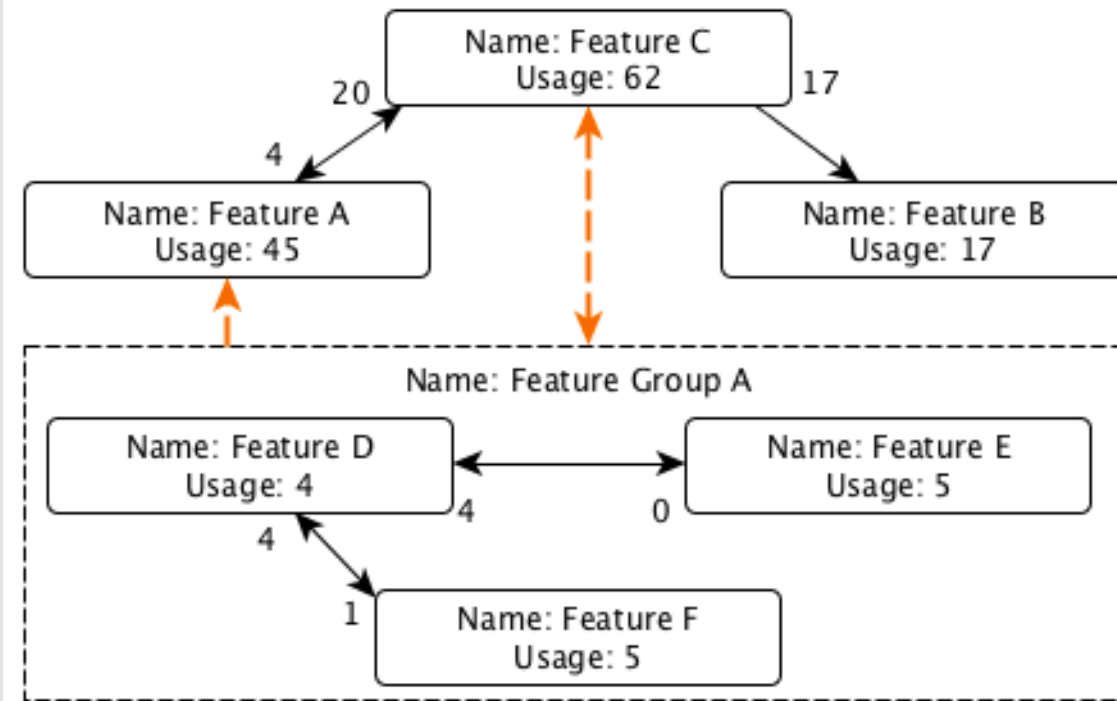 Name: Feature C
Usage: 62
20
17
4
Name: Feature A
Usage: 45
Name: Feature B
Usage: 17
Name: Feature Group A
Name: Feature D
Usage: 4
Name: Feature E
Usage: 5
4
0
4
1
Name: Feature F
Usage: 5